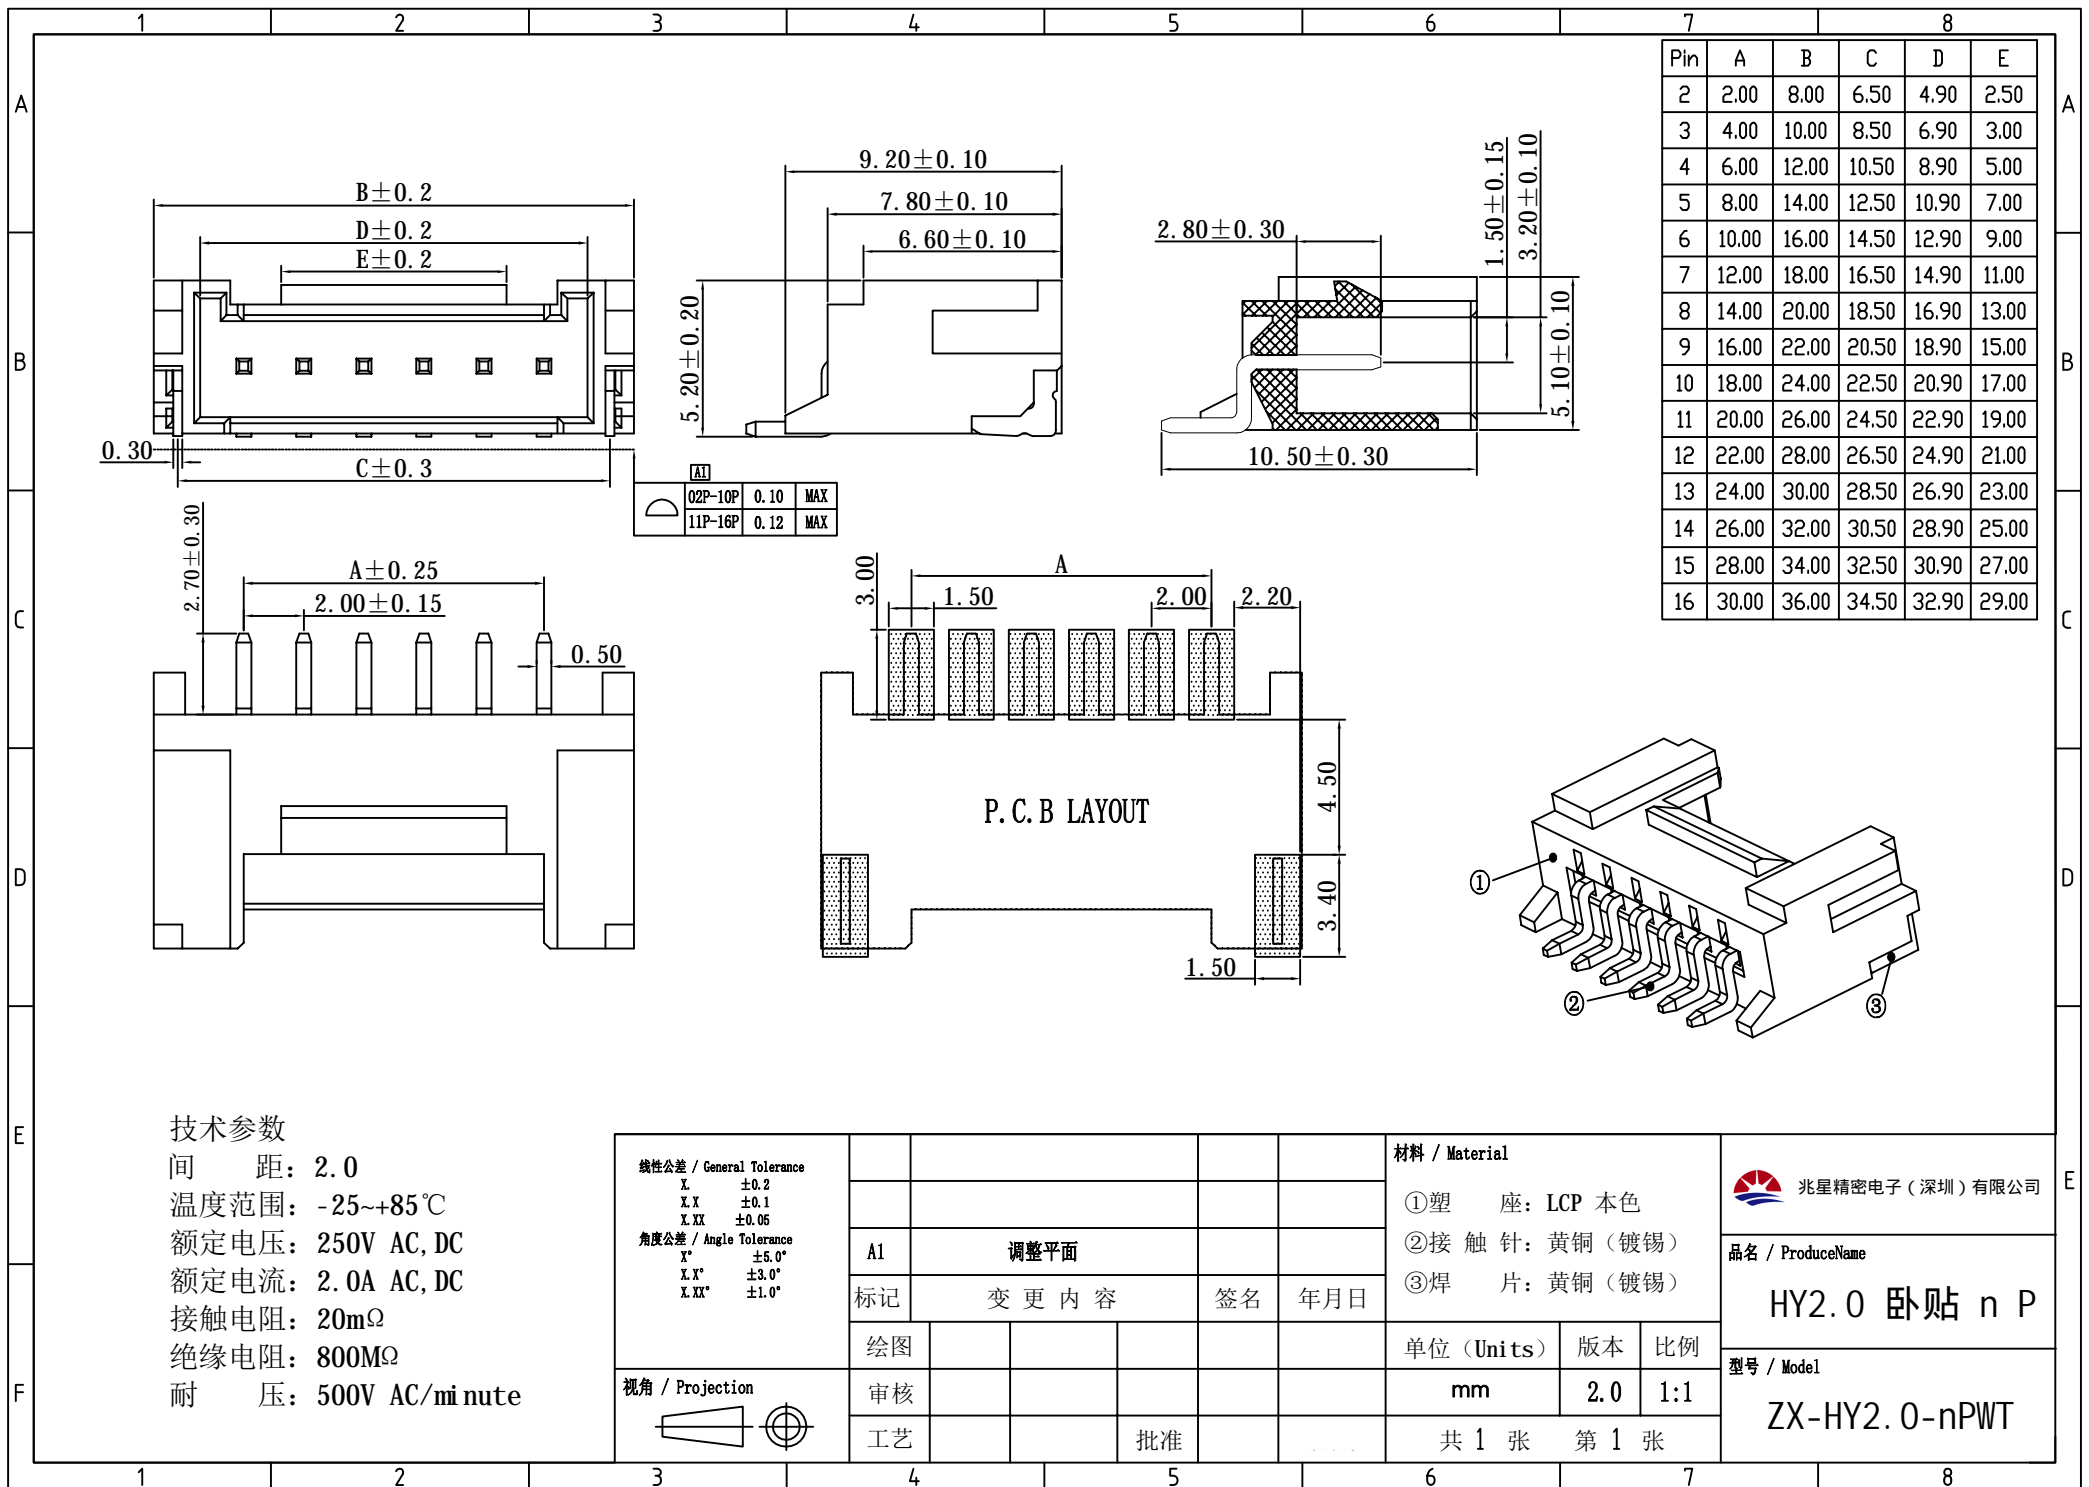 1 2 3 4 5 6 7 8
A A
B B
C C
D D
E E
F
Pin A B C D E
2 2.00 8.00 6.50 4.90 2.50
3 4.00 10.00 8.50 6.90 3.00
4 6.00 12.00 10.50 8.90 5.00
5 8.00 14.00 12.50 10.90 7.00
6 10.00 16.00 14.50 12.90 9.00
7 12.00 18.00 16.50 14.90 11.00
8 14.00 20.00 18.50 16.90 13.00
9 16.00 22.00 20.50 18.90 15.00
10 18.00 24.00 22.50 20.90 17.00
11 20.00 26.00 24.50 22.90 19.00
12 22.00 28.00 26.50 24.90 21.00
13 24.00 30.00 28.50 26.90 23.00
14 26.00 32.00 30.50 28.90 25.00
15 28.00 34.00 32.50 30.90 27.00
16 30.00 36.00 34.50 32.90 29.00
B±0.2
D±0.2
E±0.2
0.30
C±0.3
9.20±0.10
7.80±0.10
6.60±0.10
5.20±0.20
2.80±0.30
1.50±0.15
3.20±0.10
5.10±0.10
10.50±0.30
A1
02P-10P 0.10 MAX
11P-16P 0.12 MAX
2.70±0.30
A±0.25
2.00±0.15
0.50
3.00
A
1.50
2.00
2.20
4.50
P.C.B LAYOUT
3.40
1.50
①
②
③
技术参数
间 距：2.0
温度范围：-25~+85℃
额定电压：250V AC,DC
额定电流：2.0A AC,DC
接触电阻：20mΩ
绝缘电阻：800MΩ
耐 压：500V AC/minute
线性公差 / General Tolerance
X. ±0.2
X.X ±0.1
X.XX ±0.05
角度公差 / Angle Tolerance
X° ±5.0°
X.X° ±3.0°
X.XX° ±1.0°
视角 / Projection
A1 调整平面
标记 变更内容 签名 年月日
绘图
审核
工艺 批准
材料 / Material
①塑 座：LCP 本色
②接 触 针：黄铜（镀锡）
③焊 片：黄铜（镀锡）
单位（Units） 版本 比例
mm 2.0 1:1
共 1 张 第 1 张
兆星精密电子（深圳）有限公司
品名 / ProduceName
HY2.0 卧贴 n P
型号 / Model
ZX-HY2.0-nPWT
1 2 3 4 5 6 7 8